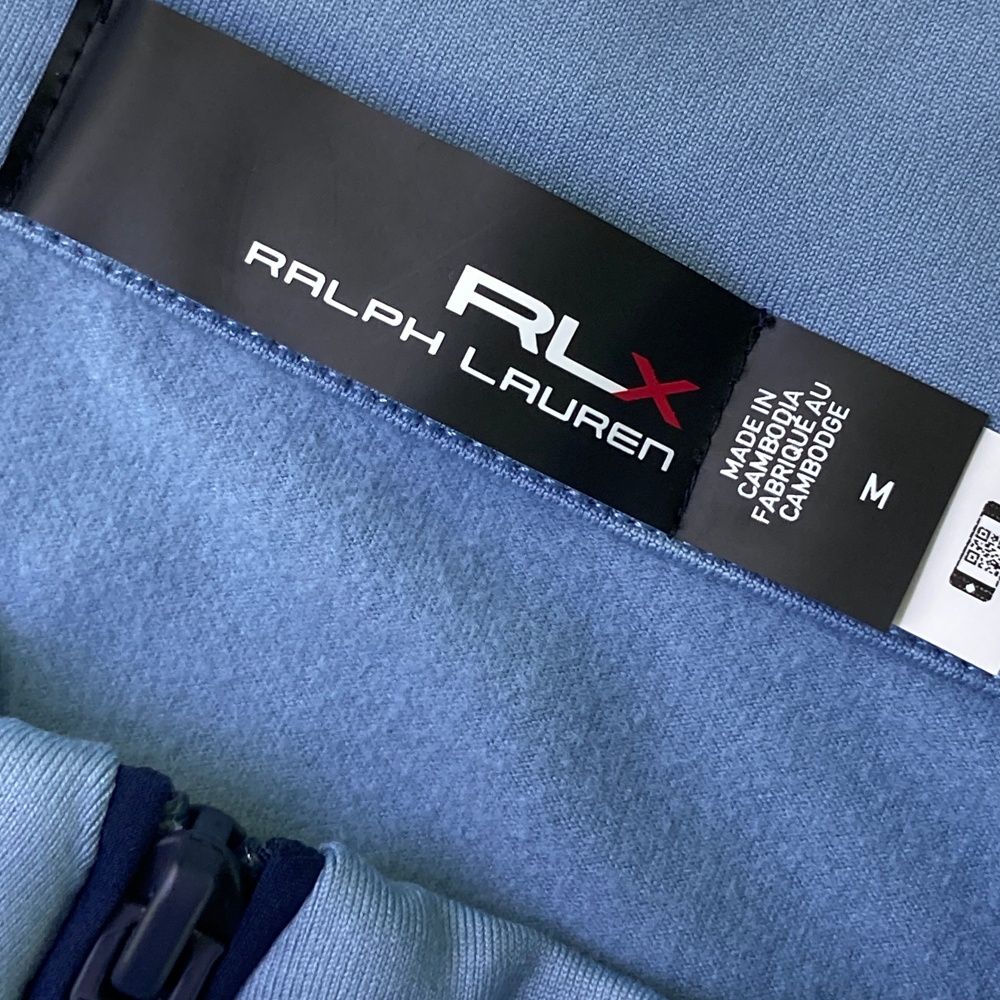 RLX
RALPH LAUREN
MADE IN
CAMBODIA
FABRIQUÉ AU
CAMBODGE
M